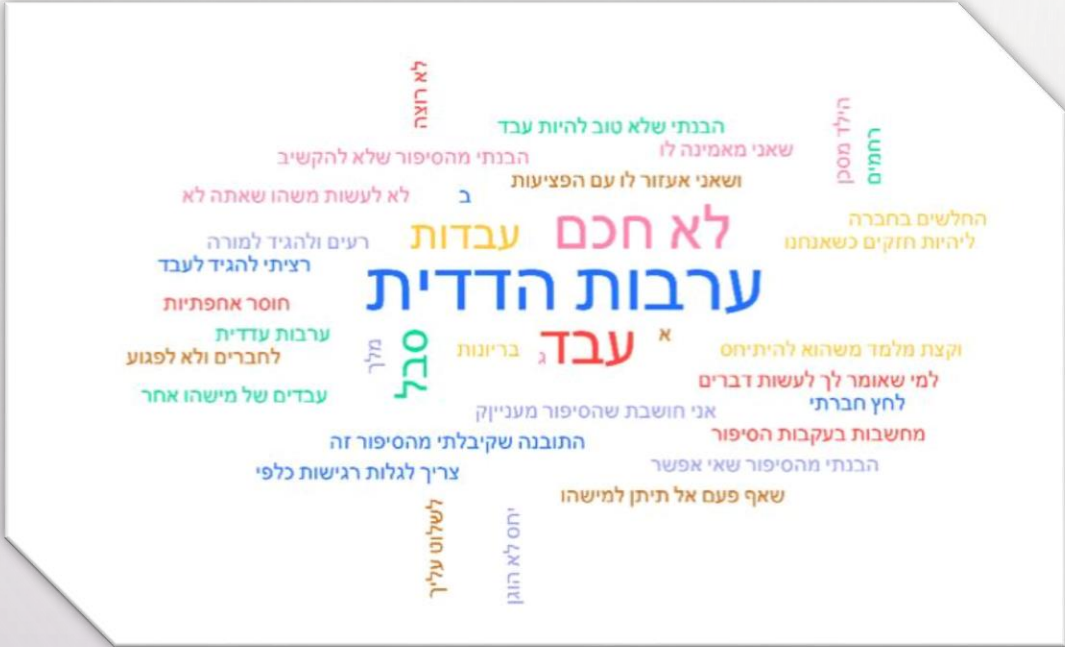 לא רוצה
הבנתי שלא טוב להיות עבד
הילד מסכן
רחמים
שאני מאמינה לו
הבנתי מהסיפור שלא להקשיב
ושאני אעזור לו עם הפציעות
לא לעשות משהו שאתה לא
ב
החלשים בחברה
לא חכם
עבדות
ליהיות חזקים כשאנחנו
רעים ולהגיד למורה
רציתי להגיד לעבד
ערבות הדדית
חוסר אחפתיות
ערבות עדדית
א
עבד
ג
בריונות
סבל
מלך
וקצת מלמד משהוא להיתיחס
לחברים ולא לפגוע
למי שאומר לך לעשות דברים
עבדים של מישהו אחר
לחץ חברתי
אני חושבת שהסיפור מענייןק
מחשבות בעקבות הסיפור
התובנה שקיבלתי מהסיפור זה
הבנתי מהסיפור שאי אפשר
צריך לגלות רגישות כלפי
שאף פעם אל תיתן למישהו
לשלוט עליך
יחס לא הוגן